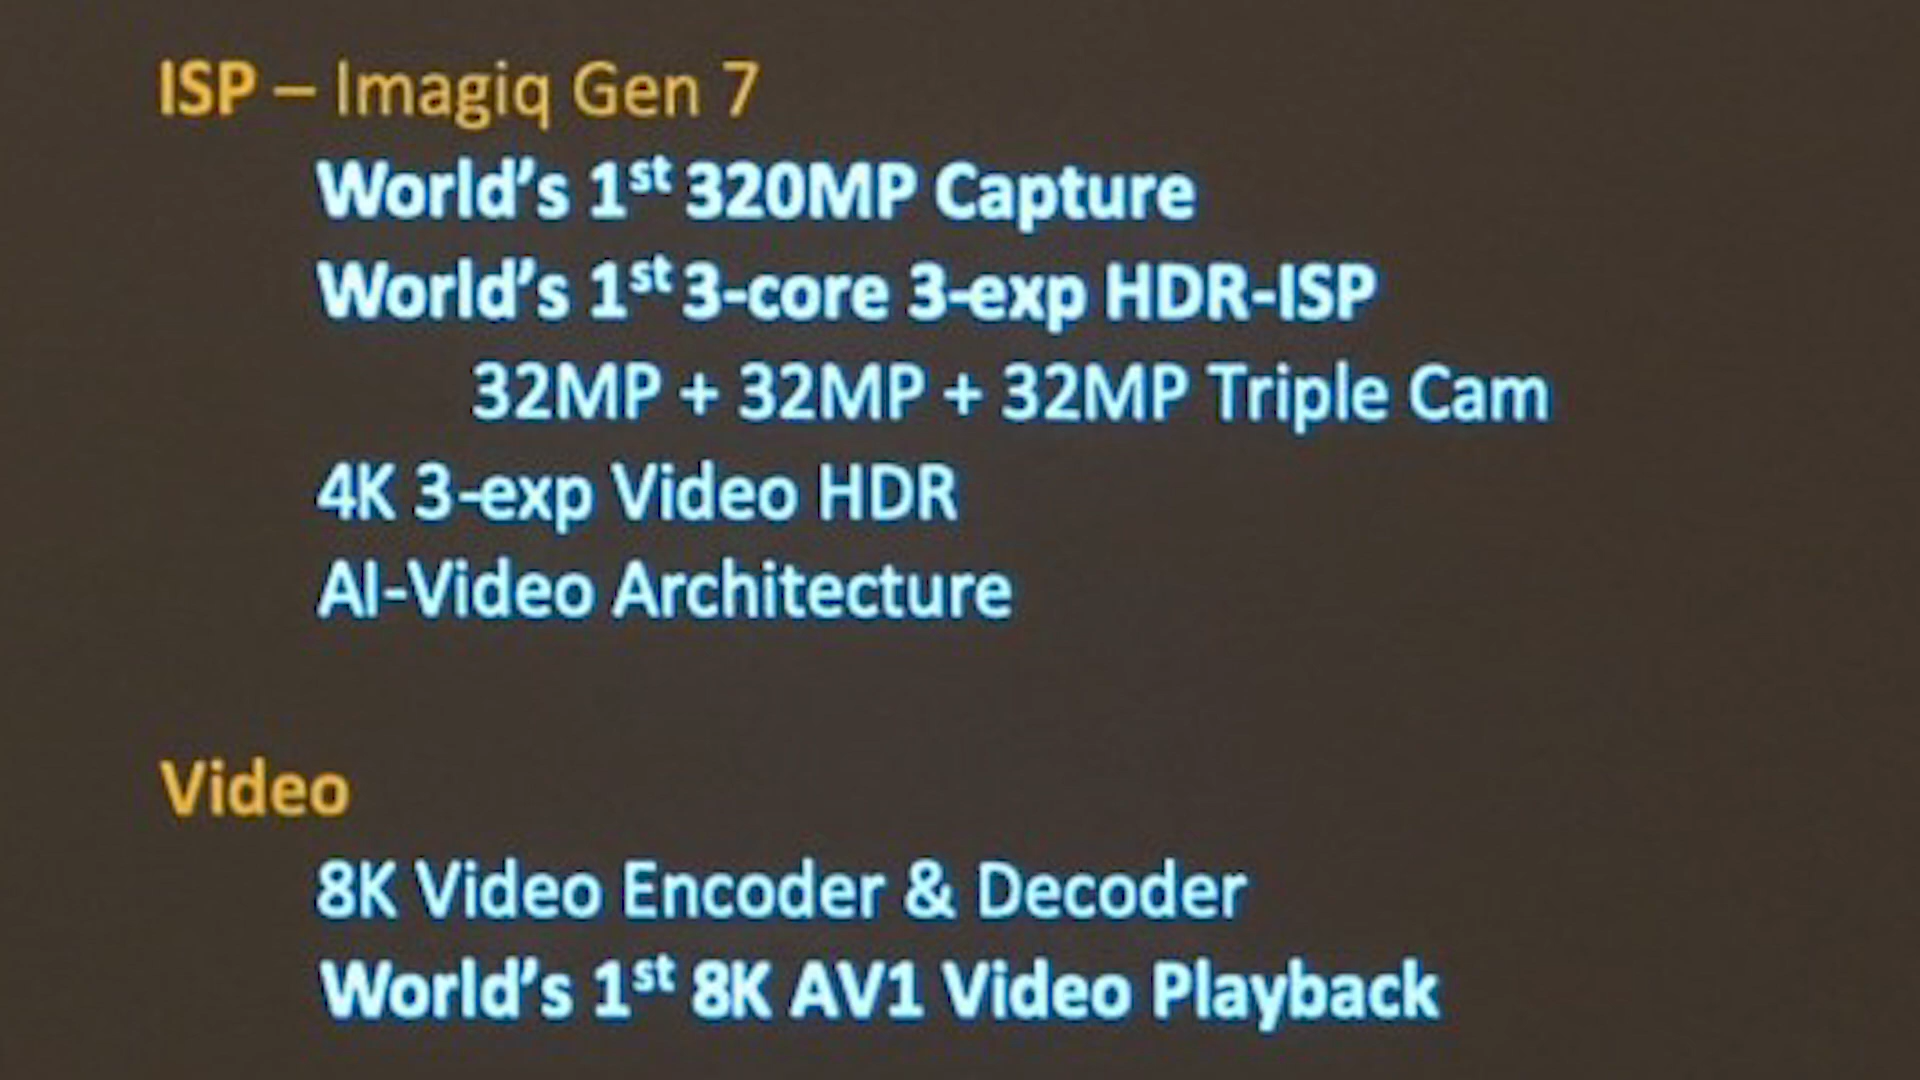 ISP – Imagiq Gen 7
World’s 1st 320MP Capture
World’s 1st 3-core 3-exp HDR-ISP
32MP + 32MP + 32MP Triple Cam
4K 3-exp Video HDR
AI-Video Architecture
Video
8K Video Encoder & Decoder
World’s 1st 8K AV1 Video Playback